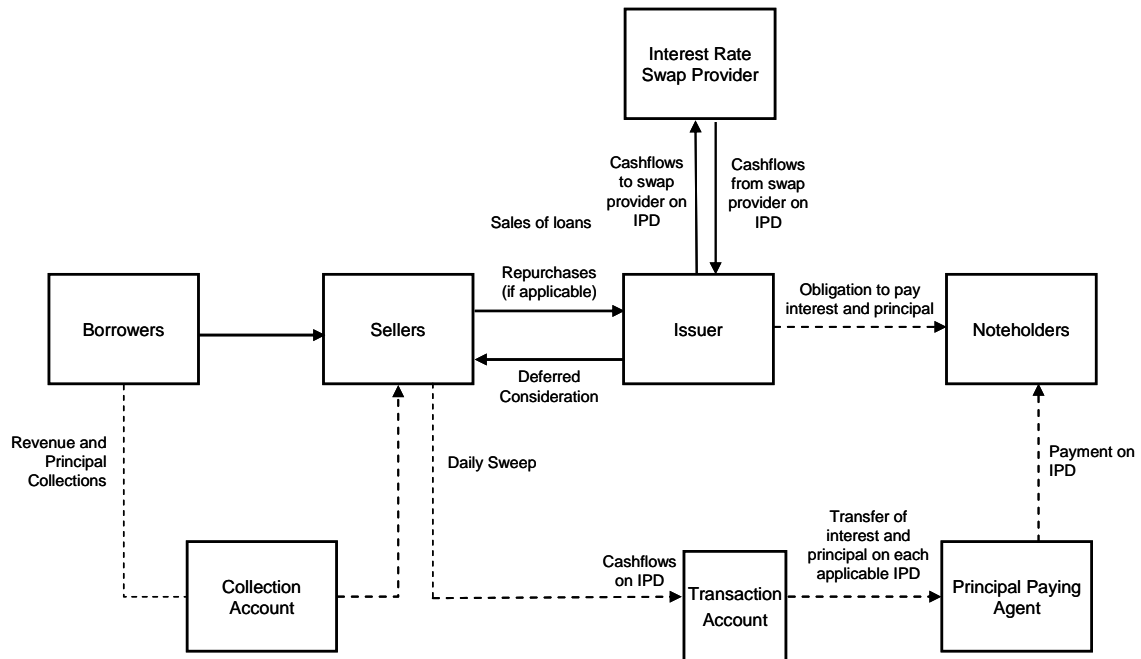 Interest Rate
Swap Provider
Cashflows
to swap
provider on
IPD
Cashflows
from swap
provider on
IPD
Sales of loans
Repurchases
(if applicable)
Obligation to pay
interest and principal
Borrowers
Sellers
Issuer
Noteholders
Deferred
Consideration
Revenue and
Principal
Collections
Daily Sweep
Payment on
IPD
Transfer of
interest and
principal on each
applicable IPD
Cashflows
on IPD
Collection
Account
Transaction
Account
Principal Paying
Agent